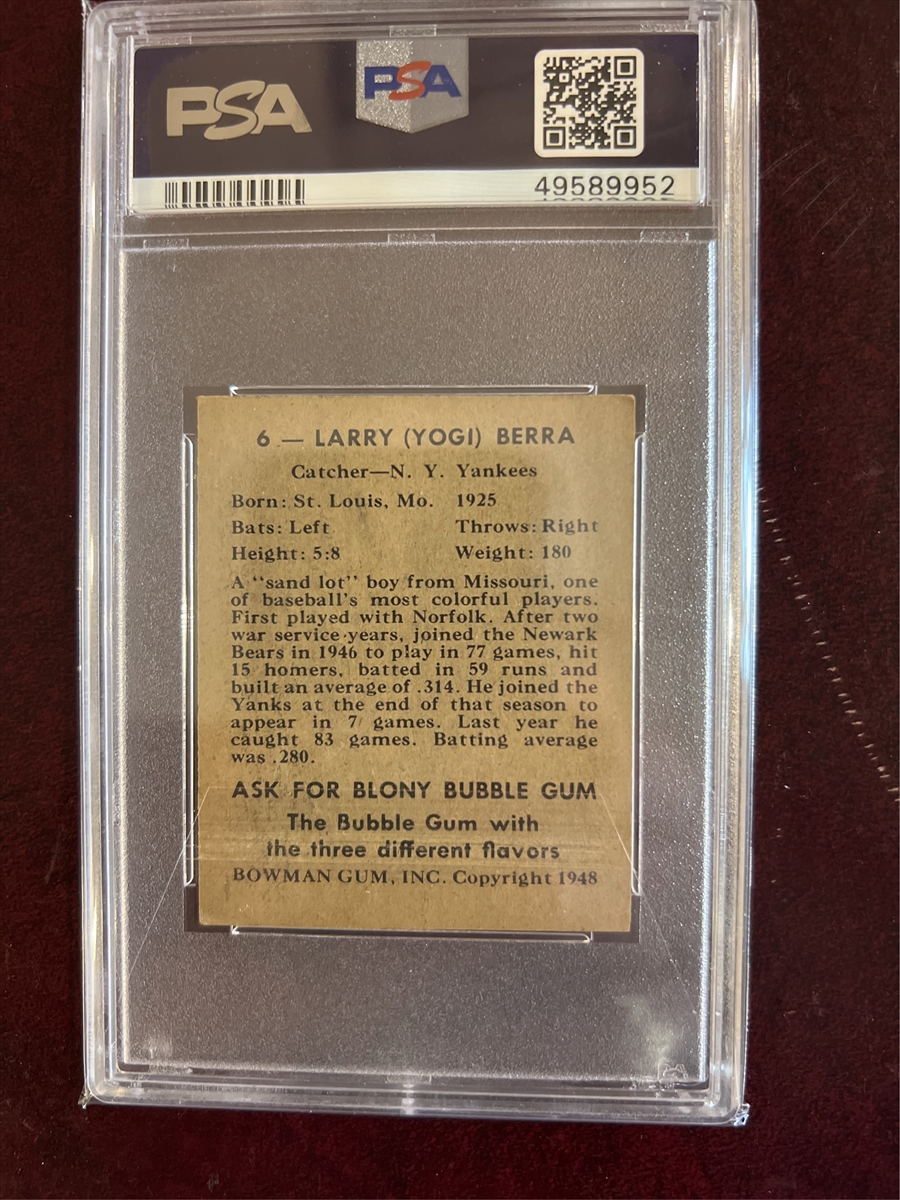 PSA
PSA
49589952
6 — LARRY (YOGI) BERRA
Catcher—N. Y. Yankees
Born: St. Louis, Mo. 1925
Bats: Left Throws: Right
Height: 5:8 Weight: 180
A "sand lot" boy from Missouri, one
of baseball's most colorful players.
First played with Norfolk. After two
war service years, joined the Newark
Bears in 1946 to play in 77 games, hit
15 homers, batted in 59 runs and
built an average of .314. He joined the
Yanks at the end of that season to
appear in 7 games. Last year he
caught 83 games. Batting average
was .280.
ASK FOR BLONY BUBBLE GUM
The Bubble Gum with
the three different flavors
BOWMAN GUM, INC. Copyright 1948